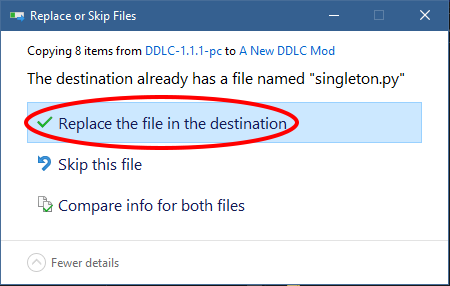 Replace or Skip Files
Copying 8 items from DDLC-1.1.1-pc to A New DDLC Mod
The destination already has a file named "singleton.py"
Replace the file in the destination
Skip this file
Compare info for both files
Fewer details